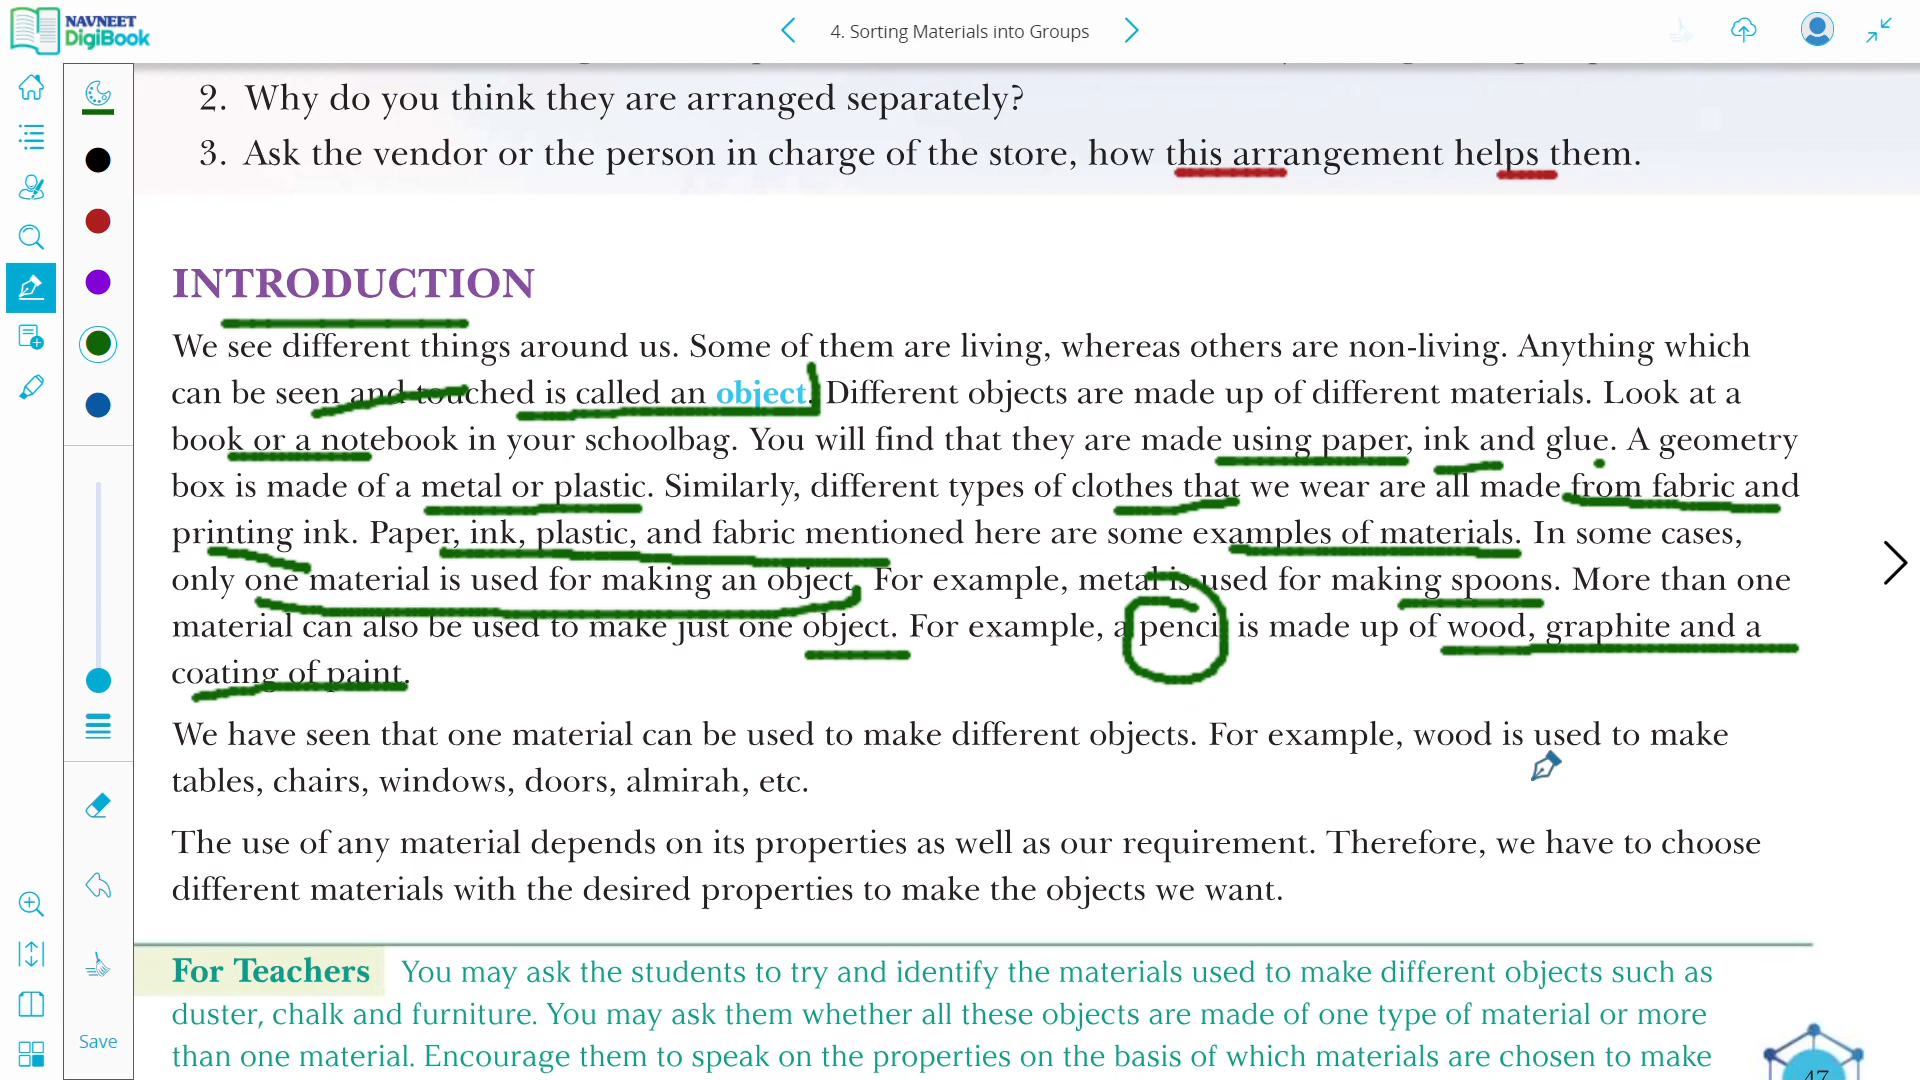 NAVNEET
DigiBook
4. Sorting Materials into Groups
2. Why do you think they are arranged separately?
3. Ask the vendor or the person in charge of the store, how this arrangement helps them.
INTRODUCTION
We see different things around us. Some of them are living, whereas others are non-living. Anything which
can be seen and touched is called an object. Different objects are made up of different materials. Look at a
book or a notebook in your schoolbag. You will find that they are made using paper, ink and glue. A geometry
box is made of a metal or plastic. Similarly, different types of clothes that we wear are all made from fabric and
printing ink. Paper, ink, plastic, and fabric mentioned here are some examples of materials. In some cases,
only one material is used for making an object. For example, metal is used for making spoons. More than one
material can also be used to make just one object. For example, a pencil is made up of wood, graphite and a
coating of paint.
We have seen that one material can be used to make different objects. For example, wood is used to make
tables, chairs, windows, doors, almirah, etc.
The use of any material depends on its properties as well as our requirement. Therefore, we have to choose
different materials with the desired properties to make the objects we want.
For Teachers You may ask the students to try and identify the materials used to make different objects such as
duster, chalk and furniture. You may ask them whether all these objects are made of one type of material or more
than one material. Encourage them to speak on the properties on the basis of which materials are chosen to make
47
Save